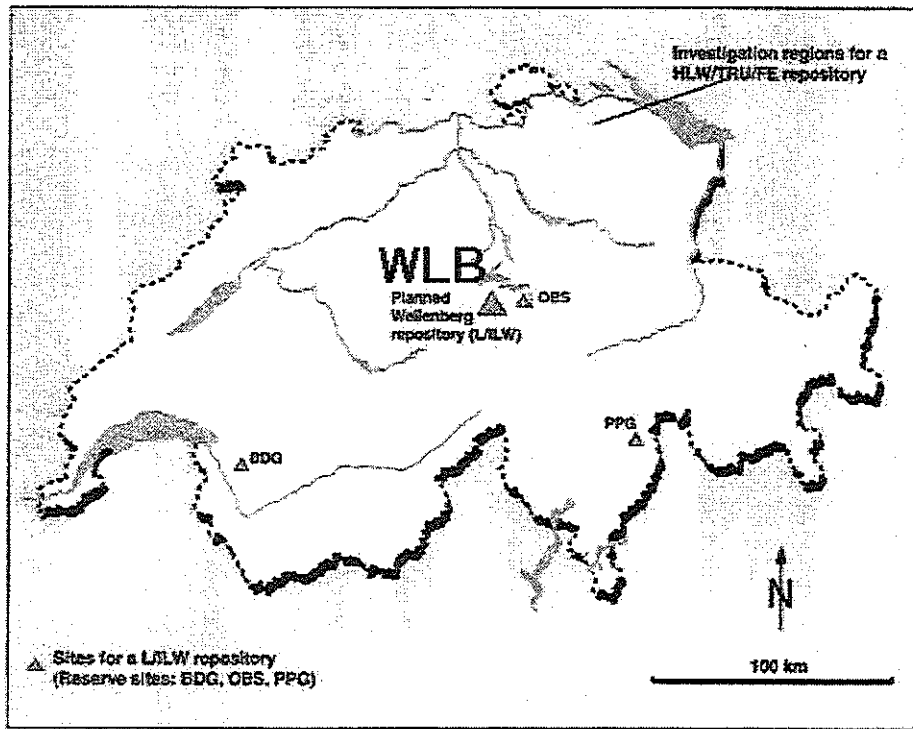 Investigation regions for a
HLW/TRU/FE repository
WLB
Planned
Wellenberg
repository (L/ILW)
OBS
PPG
BDG
N
Sites for a L/ILW repository
(Reserve sites: BDG, OBS, PPG)
100 km